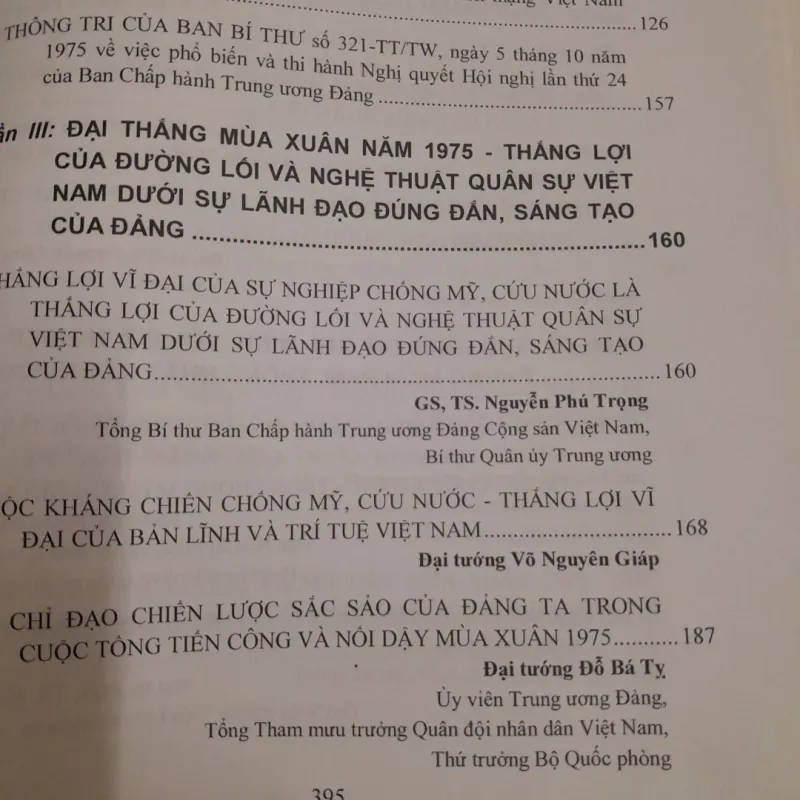 mạng Việt Nam
126
THÔNG TRI CỦA BAN BÍ THƯ số 321-TT/TW, ngày 5 tháng 10 năm
1975 về việc phổ biến và thi hành Nghị quyết Hội nghị lần thứ 24
của Ban Chấp hành Trung ương Đảng 157
III: ĐẠI THẮNG MÙA XUÂN NĂM 1975 - THẮNG LỢI
CỦA ĐƯỜNG LỐI VÀ NGHỆ THUẬT QUÂN SỰ VIỆT
NAM DƯỚI SỰ LÃNH ĐẠO ĐÚNG ĐẮN, SÁNG TẠO
CỦA ĐẢNG 160
HẮNG LỢI VĨ ĐẠI CỦA SỰ NGHIỆP CHỐNG MỸ, CỨU NƯỚC LÀ
THẮNG LỢI CỦA ĐƯỜNG LỐI VÀ NGHỆ THUẬT QUÂN SỰ
VIỆT NAM DƯỚI SỰ LÃNH ĐẠO ĐÚNG ĐẮN, SÁNG TẠO
CỦA ĐẢNG 160
GS, TS. Nguyễn Phú Trọng
Tổng Bí thư Ban Chấp hành Trung ương Đảng Cộng sản Việt Nam,
Bí thư Quân ủy Trung ương
ỘC KHÁNG CHIẾN CHỐNG MỸ, CỨU NƯỚC - THẮNG LỢI VĨ
ĐẠI CỦA BẢN LĨNH VÀ TRÍ TUỆ VIỆT NAM 168
Đại tướng Võ Nguyên Giáp
CHỈ ĐẠO CHIẾN LƯỢC SẮC SẢO CỦA ĐẢNG TA TRONG
CUỘC TỔNG TIẾN CÔNG VÀ NỔI DẬY MÙA XUÂN 1975 187
Đại tướng Đỗ Bá Tỵ
Ủy viên Trung ương Đảng,
Tổng Tham mưu trưởng Quân đội nhân dân Việt Nam,
Thứ trưởng Bộ Quốc phòng
395